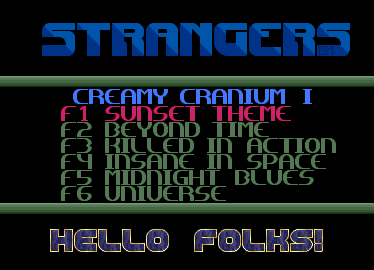 STRANGERS
CREAMY CRANIUM I
F1 SUNSET THEME
F2 BEYOND TIME
F3 KILLED IN ACTION
F4 INSANE IN SPACE
F5 MIDNIGHT BLUES
F6 UNIVERSE
HELLO FOLKS!